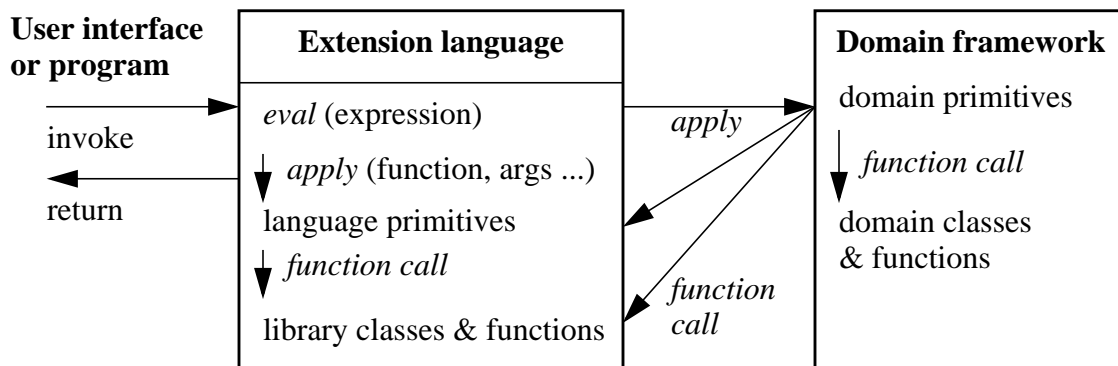 User interface
or program
invoke
return
Extension language
eval (expression)
apply (function, args ...)
language primitives
function call
library classes & functions
apply
function
call
Domain framework
domain primitives
function call
domain classes
& functions